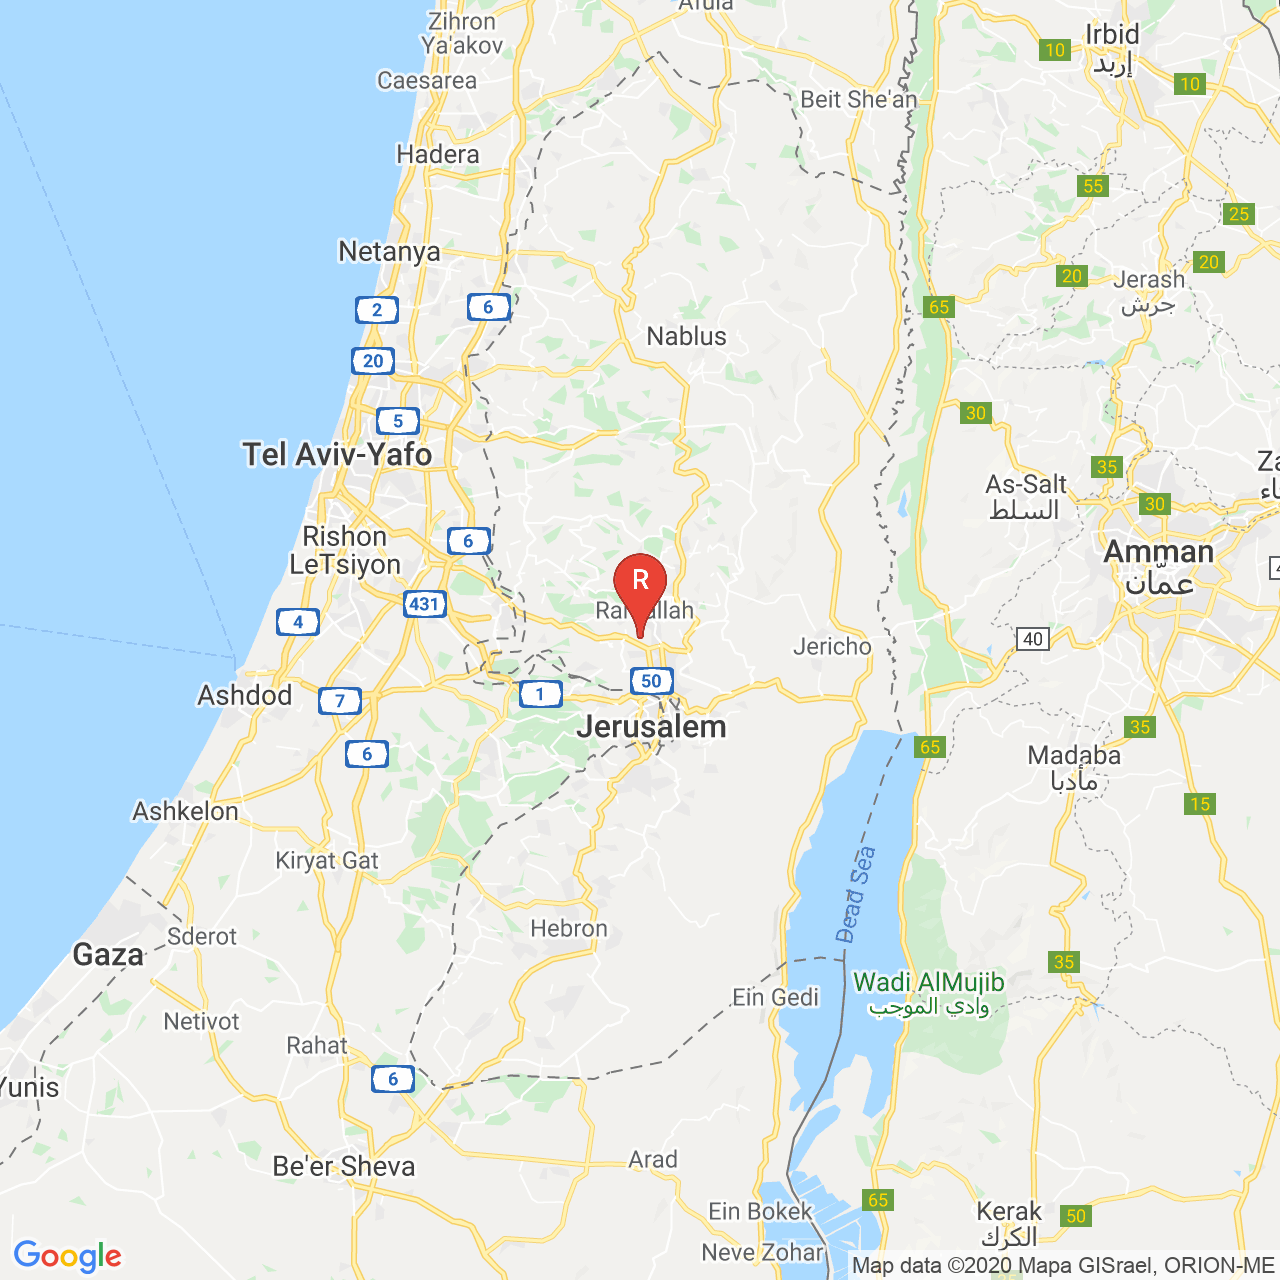 Afula
Zihron
Ya'akov
Irbid
إربد
10
Caesarea
10
Beit She'an
Hadera
55
25
Netanya
20
20
Jerash
جرش
2
6
65
Nablus
20
30
5
Tel Aviv-Yafo
35
As-Salt
السلط
30
6
Rishon
LeTsiyon
Amman
عمّان
R
431
4
Ramallah
40
Jericho
50
1
7
Ashdod
Jerusalem
35
65
6
Madaba
مأدبا
15
Ashkelon
Kiryat Gat
Dead Sea
Hebron
Sderot
Gaza
35
Wadi AlMujib
وادي الموجب
Ein Gedi
Netivot
Rahat
6
Yunis
Be'er Sheva
Arad
65
Ein Bokek
Kerak
الكرك
50
Neve Zohar
Google
Map data ©2020 Mapa GISrael, ORION-ME